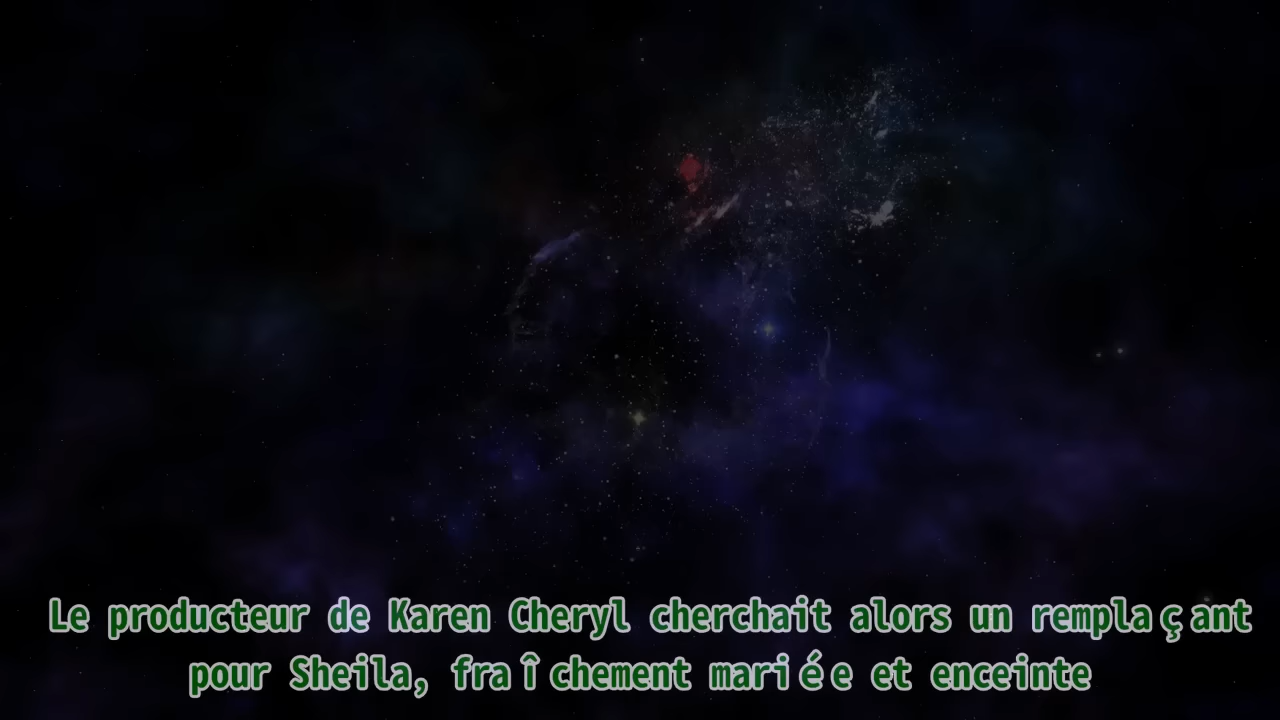 Le producteur de Karen Cheryl cherchait alors un remplaçant
pour Sheila, fraîchement mariée et enceinte